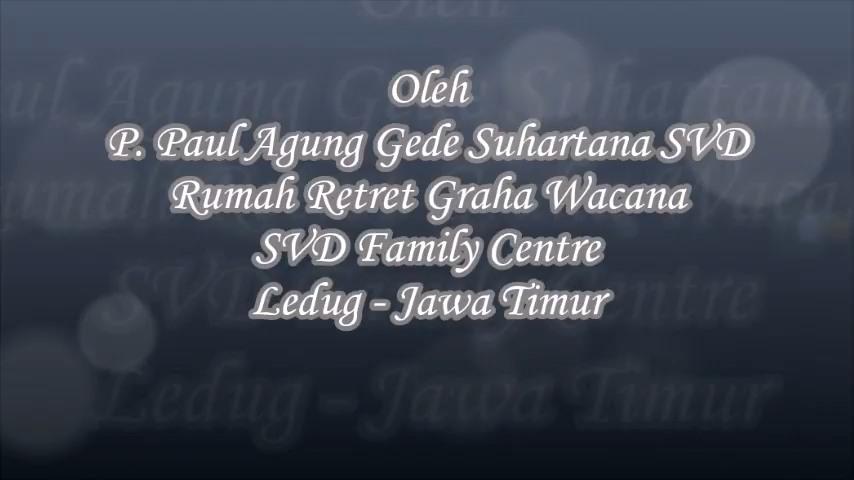 Oleh
P. Paul Agung Gede Suhartana SVD
Rumah Retret Graha Wacana
SVD Family Centre
Ledug - Jawa Timur